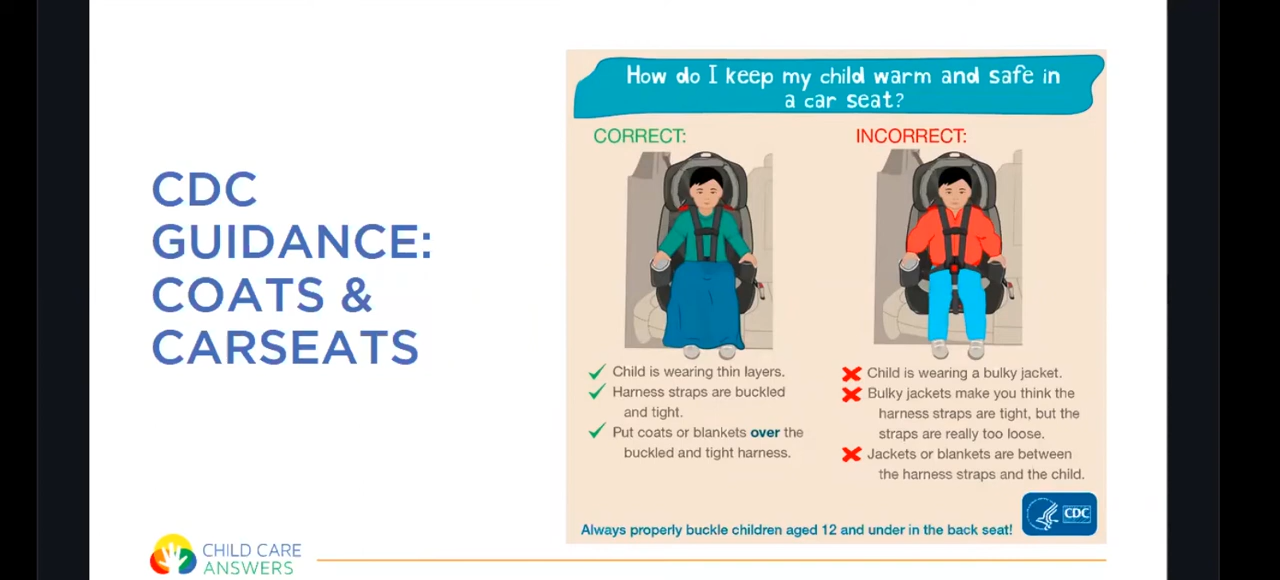 CDC
GUIDANCE:
COATS &
CARSEATS
How do I keep my child warm and safe in
a car seat?
CORRECT:
Child is wearing thin layers.
Harness straps are buckled
and tight.
Put coats or blankets over the
buckled and tight harness.
INCORRECT:
Child is wearing a bulky jacket.
Bulky jackets make you think the
harness straps are tight, but the
straps are really too loose.
Jackets or blankets are between
the harness straps and the child.
Always properly buckle children aged 12 and under in the back seat!
CDC
CHILD CARE
ANSWERS